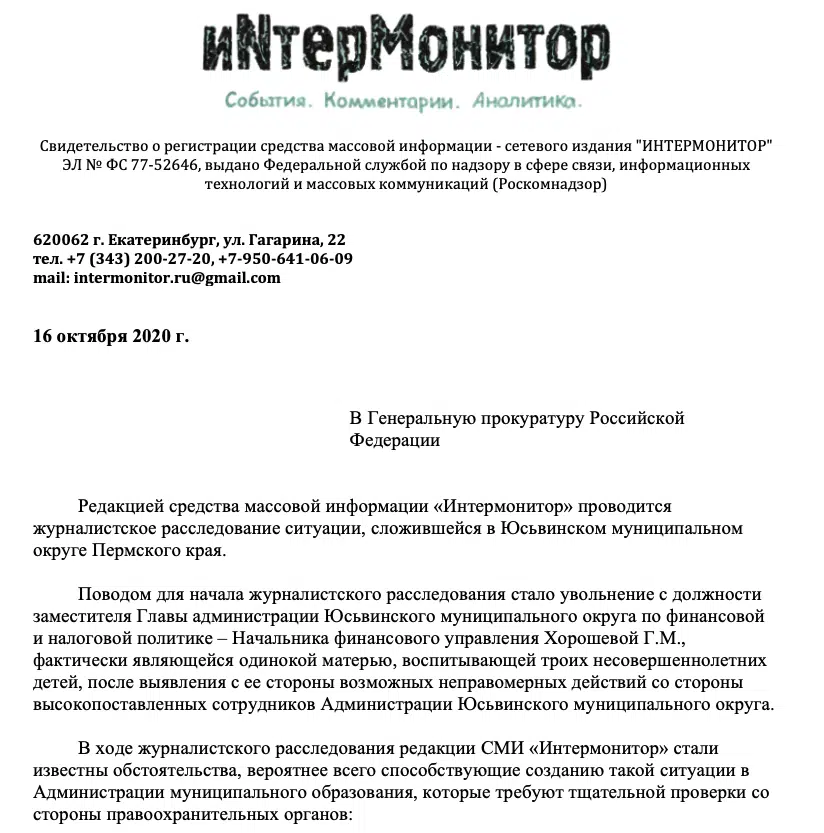 иNтерМонитор
События. Комментарии. Аналитика.
Свидетельство о регистрации средства массовой информации - сетевого издания "ИНТЕРМОНИТОР"
ЭЛ № ФС 77-52646, выдано Федеральной службой по надзору в сфере связи, информационных
технологий и массовых коммуникаций (Роскомнадзор)
620062 г. Екатеринбург, ул. Гагарина, 22
тел. +7 (343) 200-27-20, +7-950-641-06-09
mail: intermonitor.ru@gmail.com
16 октября 2020 г.
В Генеральную прокуратуру Российской
Федерации
Редакцией средства массовой информации «Интермонитор» проводится
журналистское расследование ситуации, сложившейся в Юсьвинском муниципальном
округе Пермского края.
Поводом для начала журналистского расследования стало увольнение с должности
заместителя Главы администрации Юсьвинского муниципального округа по финансовой
и налоговой политике – Начальника финансового управления Хорошевой Г.М.,
фактически являющейся одинокой матерью, воспитывающей троих несовершеннолетних
детей, после выявления с ее стороны возможных неправомерных действий со стороны
высокопоставленных сотрудников Администрации Юсьвинского муниципального округа.
В ходе журналистского расследования редакции СМИ «Интермонитор» стали
известны обстоятельства, вероятнее всего способствующие созданию такой ситуации в
Администрации муниципального образования, которые требуют тщательной проверки со
стороны правоохранительных органов: